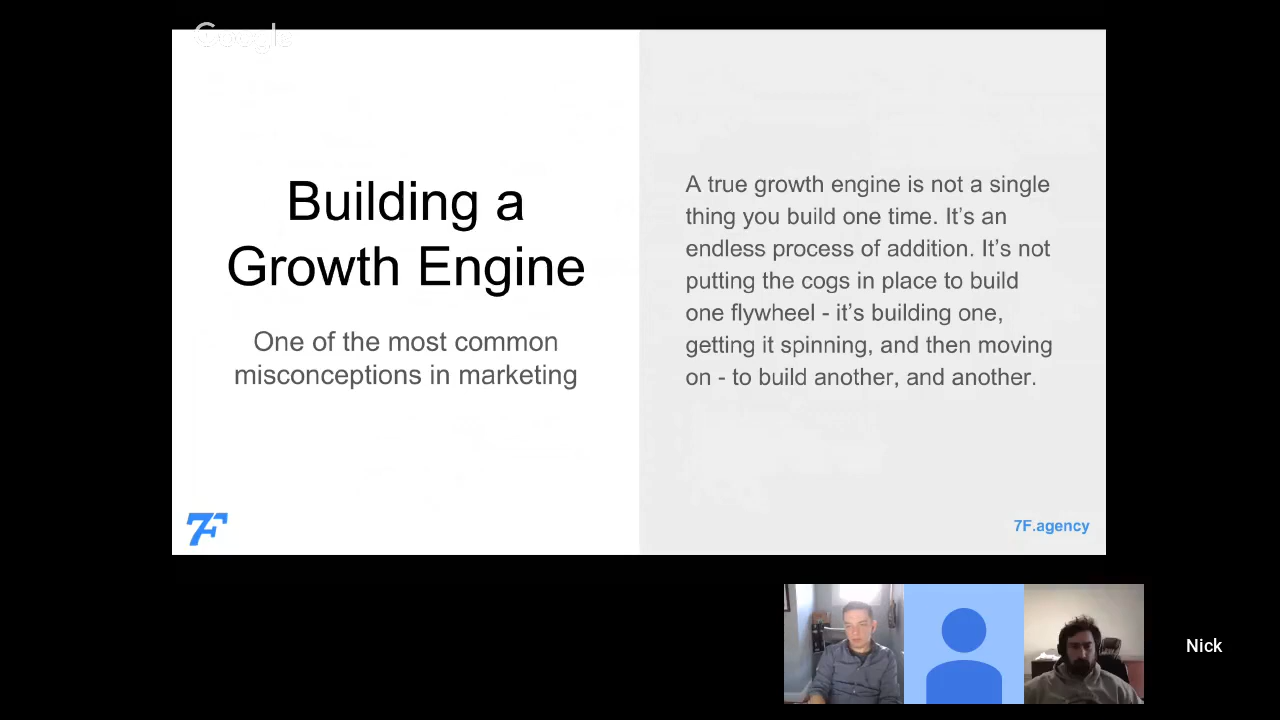 Google
Building a
Growth Engine
One of the most common
misconceptions in marketing
A true growth engine is not a single
thing you build one time. It’s an
endless process of addition. It’s not
putting the cogs in place to build
one flywheel - it’s building one,
getting it spinning, and then moving
on - to build another, and another.
7F
7F.agency
Nick